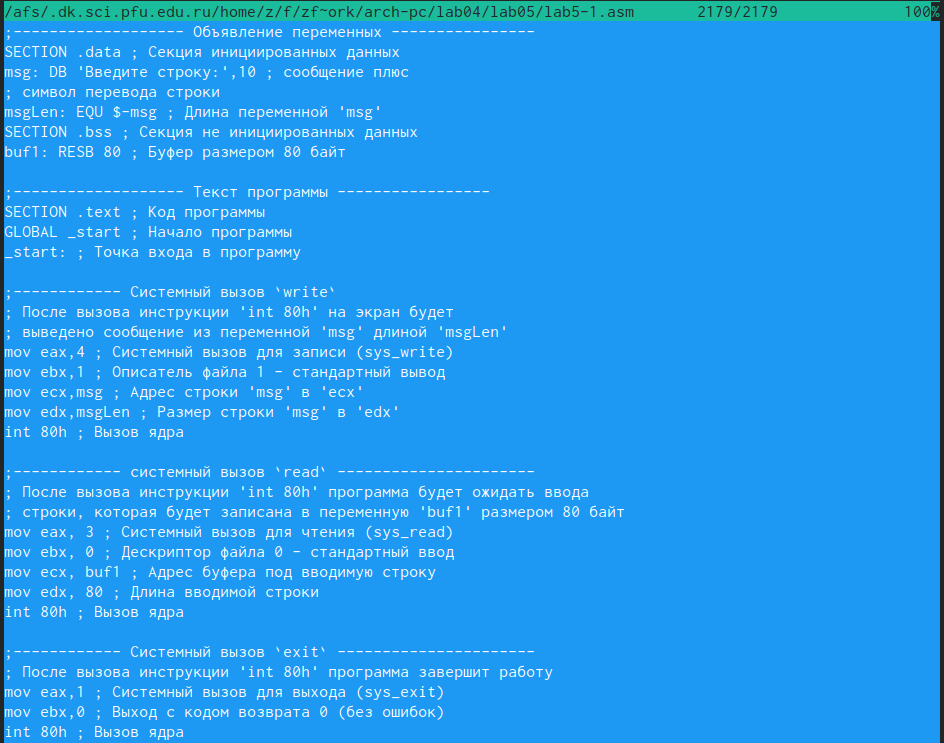 /afs/.dk.sci.pfu.edu.ru/home/z/f/zf~ork/arch-pc/lab04/lab05/lab5-1.asm 2179/2179 100%
;------------------- Объявление переменных ----------------
SECTION .data ; Секция инициированных данных
msg: DB 'Введите строку:',10 ; сообщение плюс
; символ перевода строки
msgLen: EQU $-msg ; Длина переменной 'msg'
SECTION .bss ; Секция не инициированных данных
buf1: RESB 80 ; Буфер размером 80 байт
;------------------- Текст программы -----------------
SECTION .text ; Код программы
GLOBAL _start ; Начало программы
_start: ; Точка входа в программу
;------------ Системный вызов `write`
; После вызова инструкции 'int 80h' на экран будет
; выведено сообщение из переменной 'msg' длиной 'msgLen'
mov eax,4 ; Системный вызов для записи (sys_write)
mov ebx,1 ; Описатель файла 1 - стандартный вывод
mov ecx,msg ; Адрес строки 'msg' в 'ecx'
mov edx,msgLen ; Размер строки 'msg' в 'edx'
int 80h ; Вызов ядра
;------------ системный вызов `read` ----------------------
; После вызова инструкции 'int 80h' программа будет ожидать ввода
; строки, которая будет записана в переменную 'buf1' размером 80 байт
mov eax, 3 ; Системный вызов для чтения (sys_read)
mov ebx, 0 ; Дескриптор файла 0 - стандартный ввод
mov ecx, buf1 ; Адрес буфера под вводимую строку
mov edx, 80 ; Длина вводимой строки
int 80h ; Вызов ядра
;------------ Системный вызов `exit` ----------------------
; После вызова инструкции 'int 80h' программа завершит работу
mov eax,1 ; Системный вызов для выхода (sys_exit)
mov ebx,0 ; Выход с кодом возврата 0 (без ошибок)
int 80h ; Вызов ядра